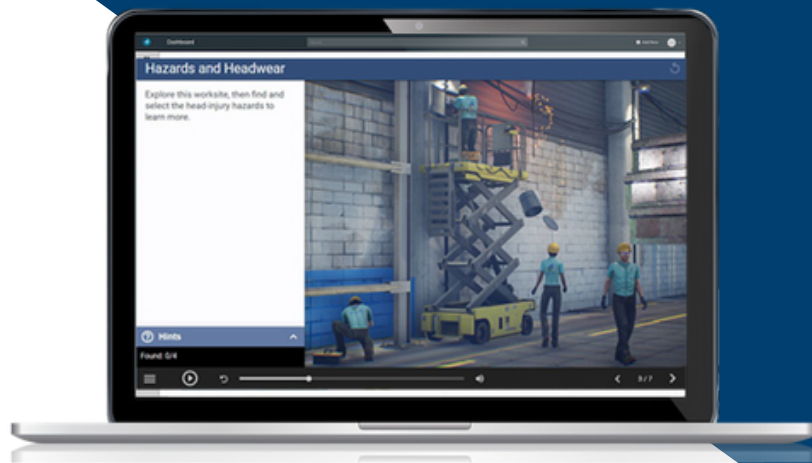 Dashboard
Hazards and Headwear
Explore this worksite, then find and
select the head-injury hazards to
learn more.
Hints
Found: 0/4
3 / 7